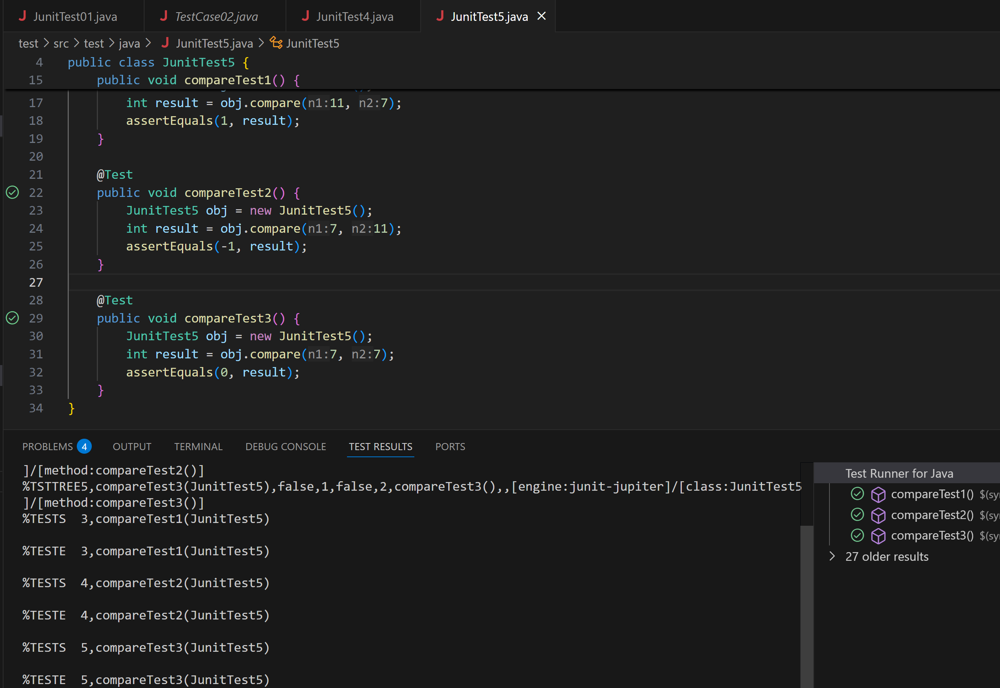 JunitTest01.java TestCase02.java JunitTest4.java JunitTest5.java
test > src > test > java > JunitTest5.java > JunitTest5
4 public class JunitTest5 {
15 public void compareTest1() {
17 int result = obj.compare(n1:11, n2:7);
18 assertEquals(1, result);
19 }
20
21 @Test
22 public void compareTest2() {
23 JunitTest5 obj = new JunitTest5();
24 int result = obj.compare(n1:7, n2:11);
25 assertEquals(-1, result);
26 }
27
28 @Test
29 public void compareTest3() {
30 JunitTest5 obj = new JunitTest5();
31 int result = obj.compare(n1:7, n2:7);
32 assertEquals(0, result);
33 }
34 }
PROBLEMS 4 OUTPUT TERMINAL DEBUG CONSOLE TEST RESULTS PORTS
]/[method:compareTest2()]
%TSTTREE5,compareTest3(JunitTest5),false,1,false,2,compareTest3(),,[engine:junit-jupiter]/[class:JunitTest5
]/[method:compareTest3()]
%TESTS 3,compareTest1(JunitTest5)
%TESTE 3,compareTest1(JunitTest5)
%TESTS 4,compareTest2(JunitTest5)
%TESTE 4,compareTest2(JunitTest5)
%TESTS 5,compareTest3(JunitTest5)
%TESTE 5,compareTest3(JunitTest5)
Test Runner for Java
compareTest1()
compareTest2()
compareTest3()
27 older results